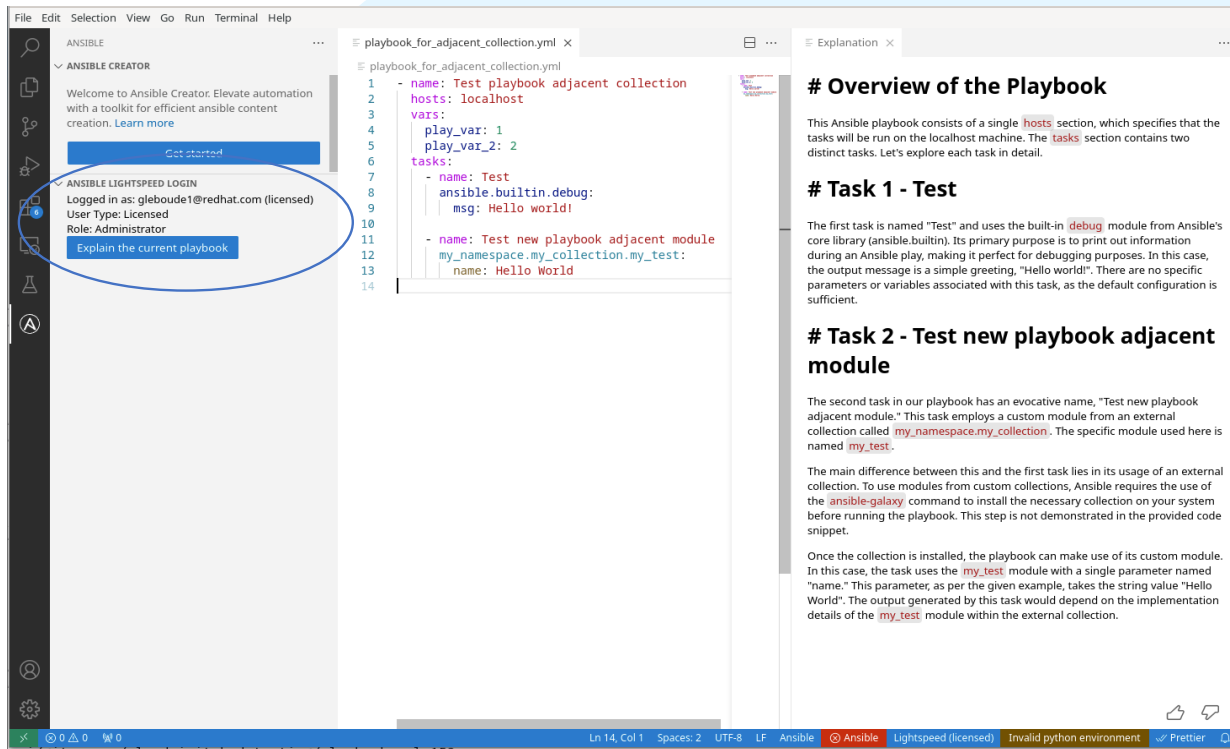 File Edit Selection View Go Run Terminal Help
ANSIBLE
ANSIBLE CREATOR
Welcome to Ansible Creator. Elevate automation
with a toolkit for efficient ansible content
creation. Learn more
Get started
ANSIBLE LIGHTSPEED LOGIN
Logged in as: gleboude1@redhat.com (licensed)
User Type: Licensed
Role: Administrator
Explain the current playbook
6
playbook_for_adjacent_collection.yml
playbook_for_adjacent_collection.yml
1 - name: Test playbook adjacent collection
2 hosts: localhost
3 vars:
4 play_var: 1
5 play_var_2: 2
6 tasks:
7 - name: Test
8 ansible.builtin.debug:
9 msg: Hello world!
10
11 - name: Test new playbook adjacent module
12 my_namespace.my_collection.my_test:
13 name: Hello World
14
Explanation
# Overview of the Playbook
This Ansible playbook consists of a single hosts section, which specifies that the
tasks will be run on the localhost machine. The tasks section contains two
distinct tasks. Let's explore each task in detail.
# Task 1 - Test
The first task is named "Test" and uses the built-in debug module from Ansible's
core library (ansible.builtin). Its primary purpose is to print out information
during an Ansible play, making it perfect for debugging purposes. In this case,
the output message is a simple greeting, "Hello world!". There are no specific
parameters or variables associated with this task, as the default configuration is
sufficient.
# Task 2 - Test new playbook adjacent
module
The second task in our playbook has an evocative name, "Test new playbook
adjacent module." This task employs a custom module from an external
collection called my_namespace.my_collection. The specific module used here is
named my_test.
The main difference between this and the first task lies in its usage of an external
collection. To use modules from custom collections, Ansible requires the use of
the ansible-galaxy command to install the necessary collection on your system
before running the playbook. This step is not demonstrated in the provided code
snippet.
Once the collection is installed, the playbook can make use of its custom module.
In this case, the task uses the my_test module with a single parameter named
"name." This parameter, as per the given example, takes the string value "Hello
World". The output generated by this task would depend on the implementation
details of the my_test module within the external collection.
0 0 0 Ln 14, Col 1 Spaces: 2 UTF-8 LF Ansible Ansible Lightspeed (licensed) Invalid python environment Prettier